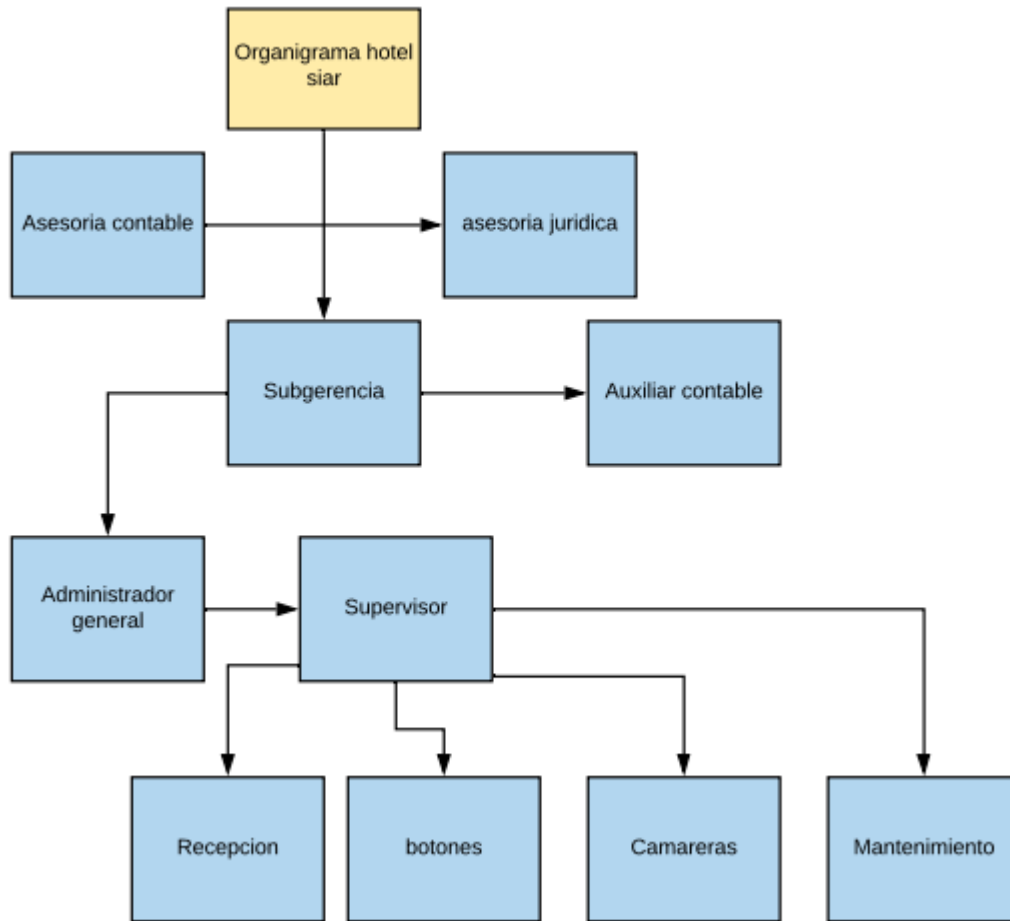 Organigrama hotel
siar
Asesoria contable
asesoria juridica
Subgerencia
Auxiliar contable
Administrador
general
Supervisor
Recepcion
botones
Camareras
Mantenimiento